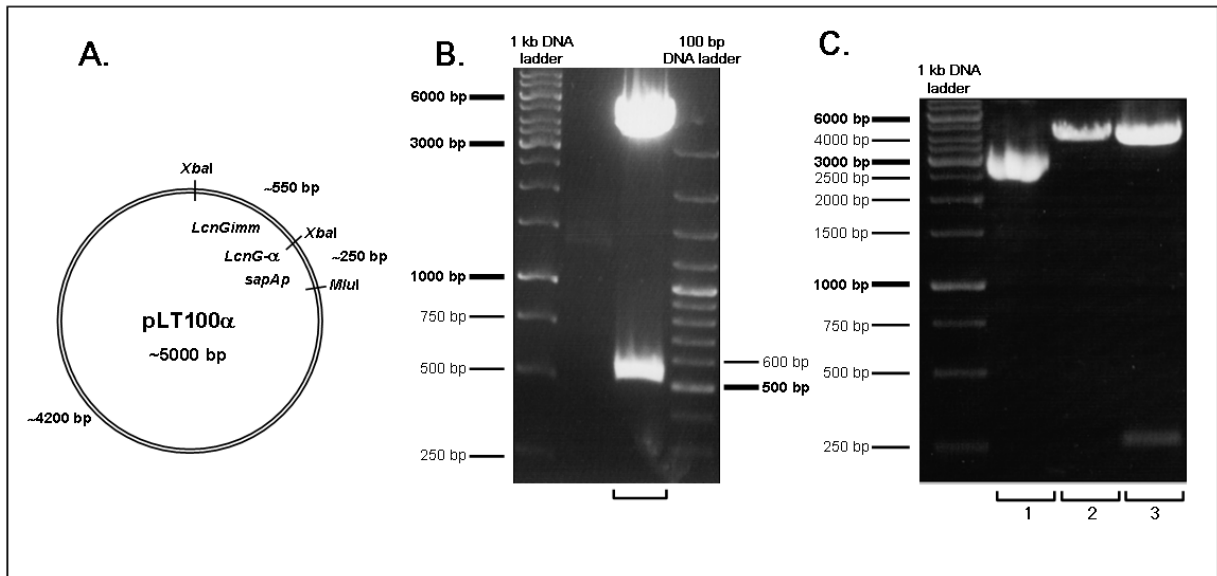 A.
XbaI
~550 bp
LcnGimm
XbaI
LcnG-α
~250 bp
sapAp
MluI
pLT100α
~5000 bp
~4200 bp
B.
1 kb DNA
ladder
100 bp
DNA ladder
6000 bp
3000 bp
1000 bp
750 bp
500 bp
250 bp
600 bp
500 bp
C.
1 kb DNA
ladder
6000 bp
4000 bp
3000 bp
2500 bp
2000 bp
1500 bp
1000 bp
750 bp
500 bp
250 bp
1
2
3